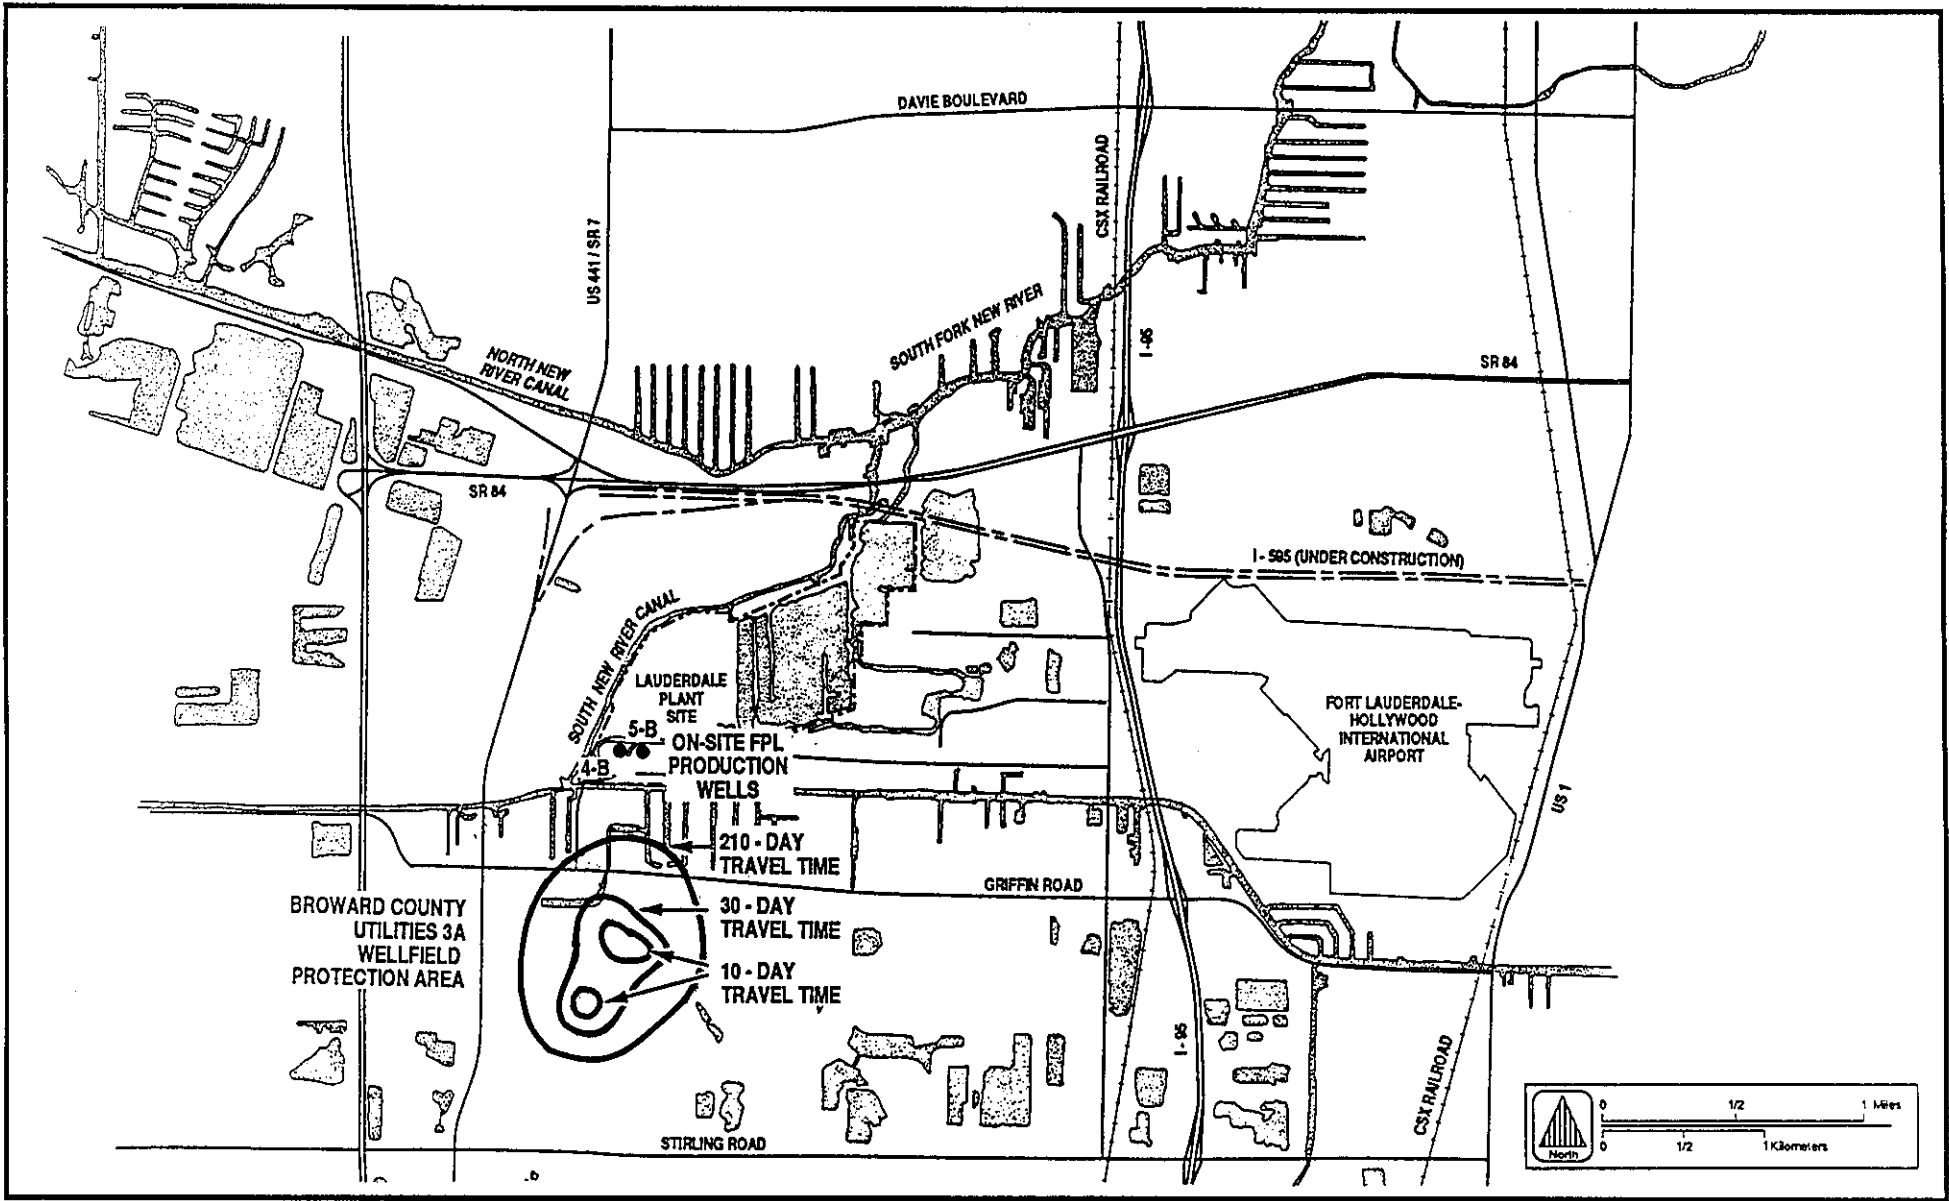 DAVIE BOULEVARD
CSX RAILROAD
US 441 / SR 7
SOUTH FORK NEW RIVER
I-95
NORTH NEW
RIVER CANAL
SR 84
SR 84
I - 595 (UNDER CONSTRUCTION)
SOUTH NEW RIVER CANAL
LAUDERDALE
PLANT
SITE
FORT LAUDERDALE-
HOLLYWOOD
INTERNATIONAL
AIRPORT
5-B
4-B
ON-SITE FPL
PRODUCTION
WELLS
US 1
210 - DAY
TRAVEL TIME
GRIFFIN ROAD
BROWARD COUNTY
UTILITIES 3A
WELLFIELD
PROTECTION AREA
30 - DAY
TRAVEL TIME
10 - DAY
TRAVEL TIME
I - 95
CSX RAILROAD
STIRLING ROAD
North
0 1/2 1 Miles
0 1/2 1 Kilometers